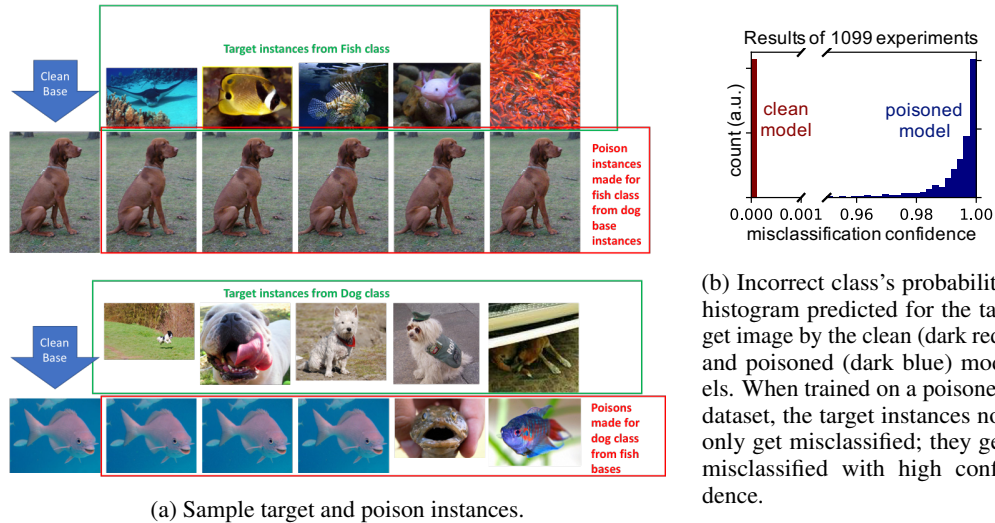 Target instances from Fish class
Clean
Base
Poison
instances
made for
fish class
from dog
base
instances
Target instances from Dog class
Clean
Base
Poisons
made for
dog class
from fish
bases
(a) Sample target and poison instances.
Results of 1099 experiments
count (a.u.)
clean
model
poisoned
model
0.000 0.001 0.96 0.98 1.00
misclassification confidence
(b) Incorrect class's probabilit
histogram predicted for the ta
get image by the clean (dark red
and poisoned (dark blue) mod
els. When trained on a poisone
dataset, the target instances no
only get misclassified; they ge
misclassified with high conf
dence.